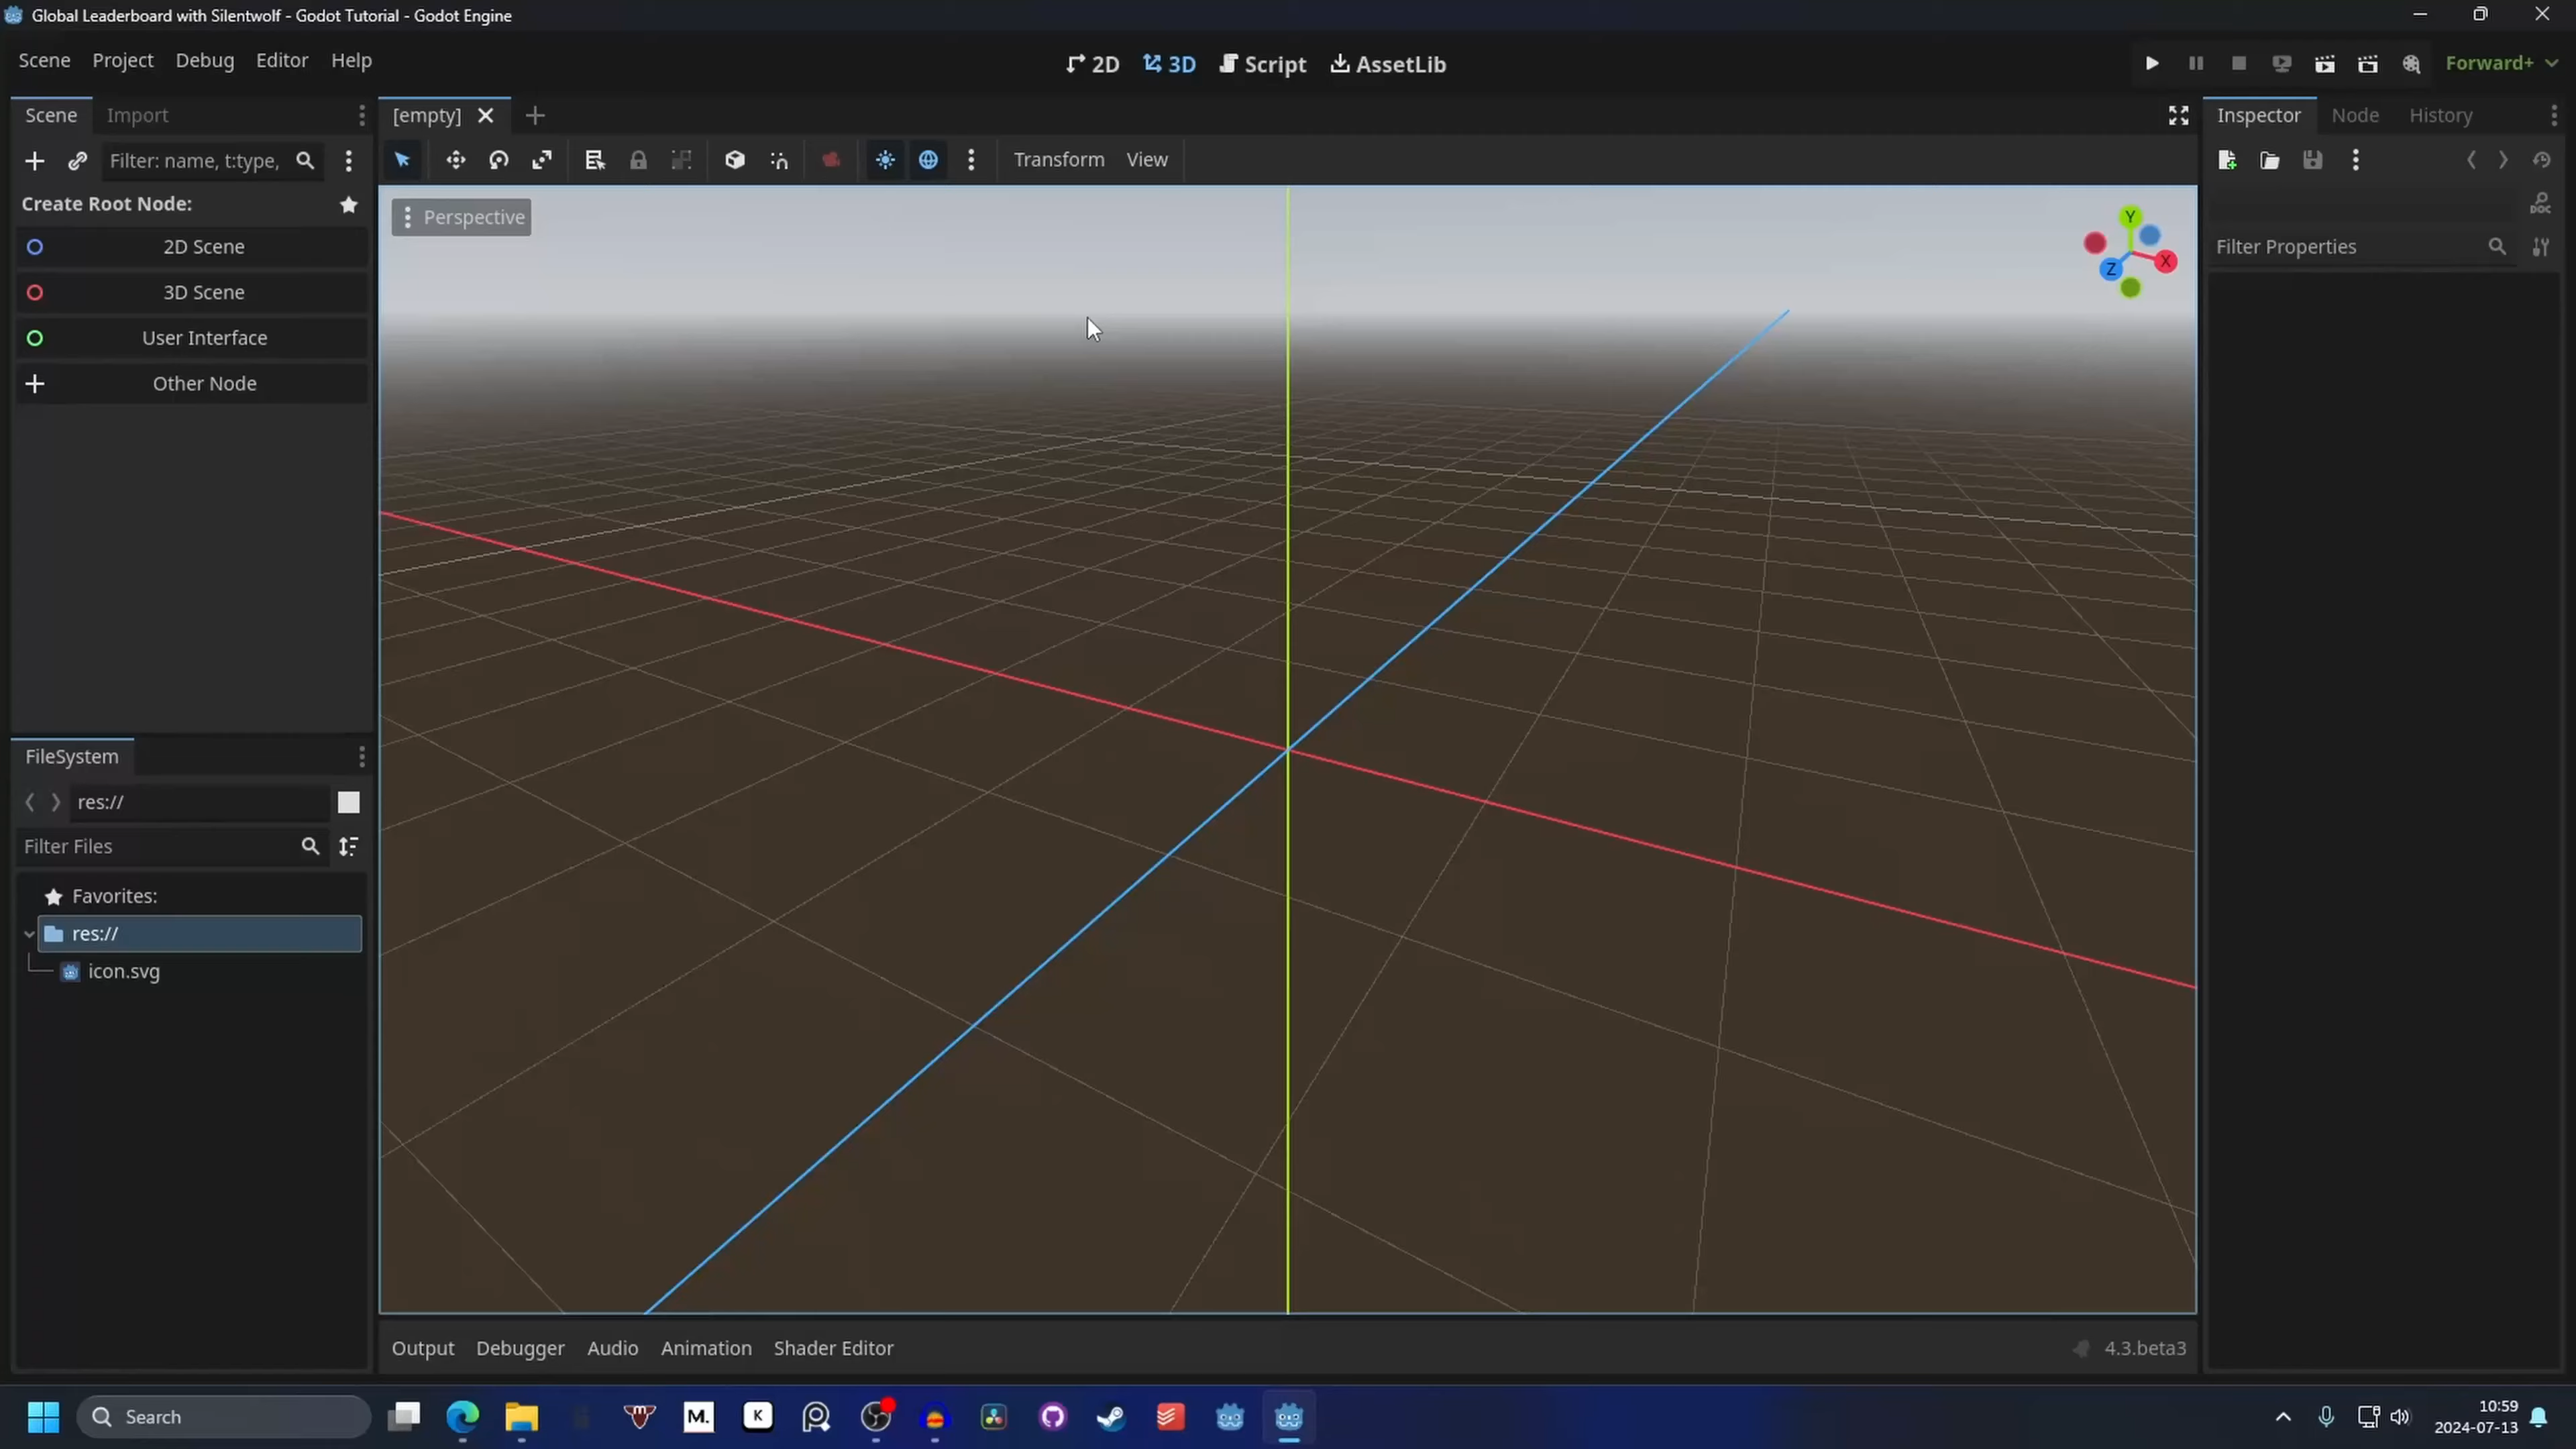 Global Leaderboard with Silentwolf - Godot Tutorial - Godot Engine
Scene Project Debug Editor Help
2D 3D Script AssetLib
Forward+
Scene Import
[empty]
Inspector Node History
Filter: name, t:type,
Transform View
Create Root Node:
DOC
Perspective
2D Scene
Filter Properties
3D Scene
User Interface
Other Node
Y
X
Z
FileSystem
res://
Filter Files
Favorites:
res://
icon.svg
Output Debugger Audio Animation Shader Editor
4.3.beta3
Search
M.
K
10:59
2024-07-13